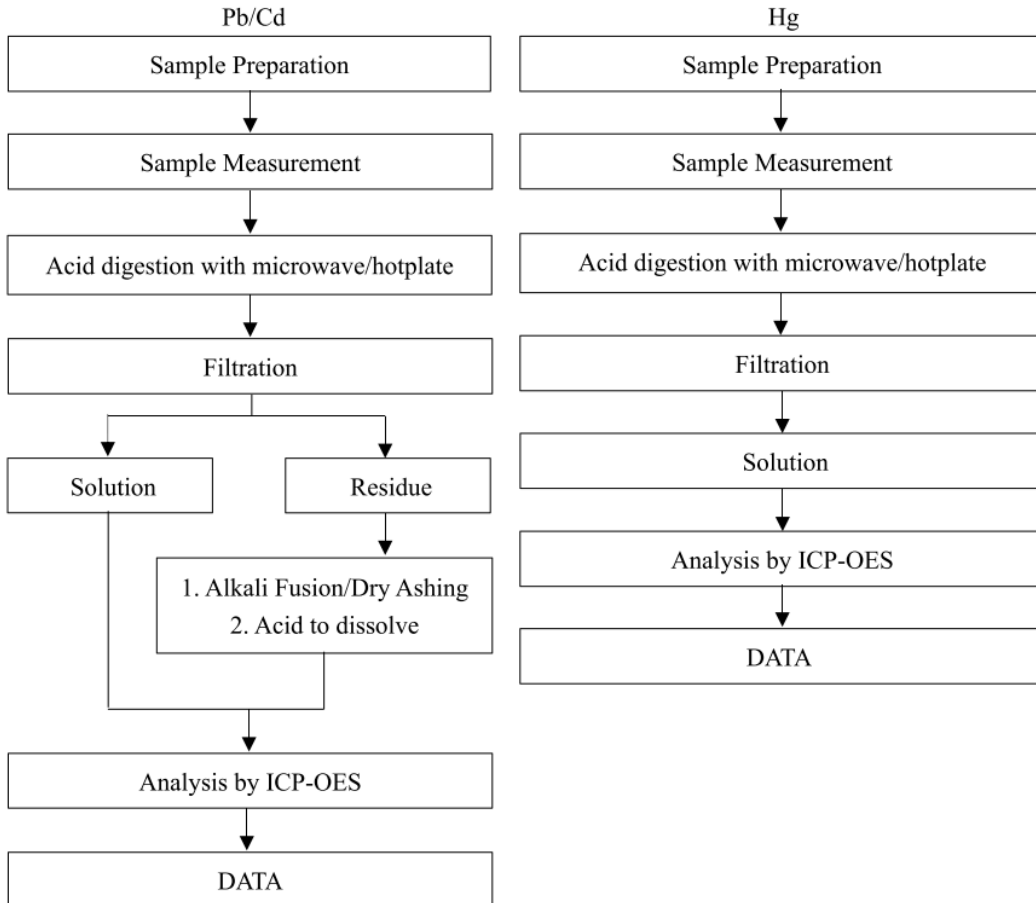 Pb/Cd
Sample Preparation
Sample Measurement
Acid digestion with microwave/hotplate
Filtration
Solution
Residue
1. Alkali Fusion/Dry Ashing
2. Acid to dissolve
Analysis by ICP-OES
DATA
Hg
Sample Preparation
Sample Measurement
Acid digestion with microwave/hotplate
Filtration
Solution
Analysis by ICP-OES
DATA